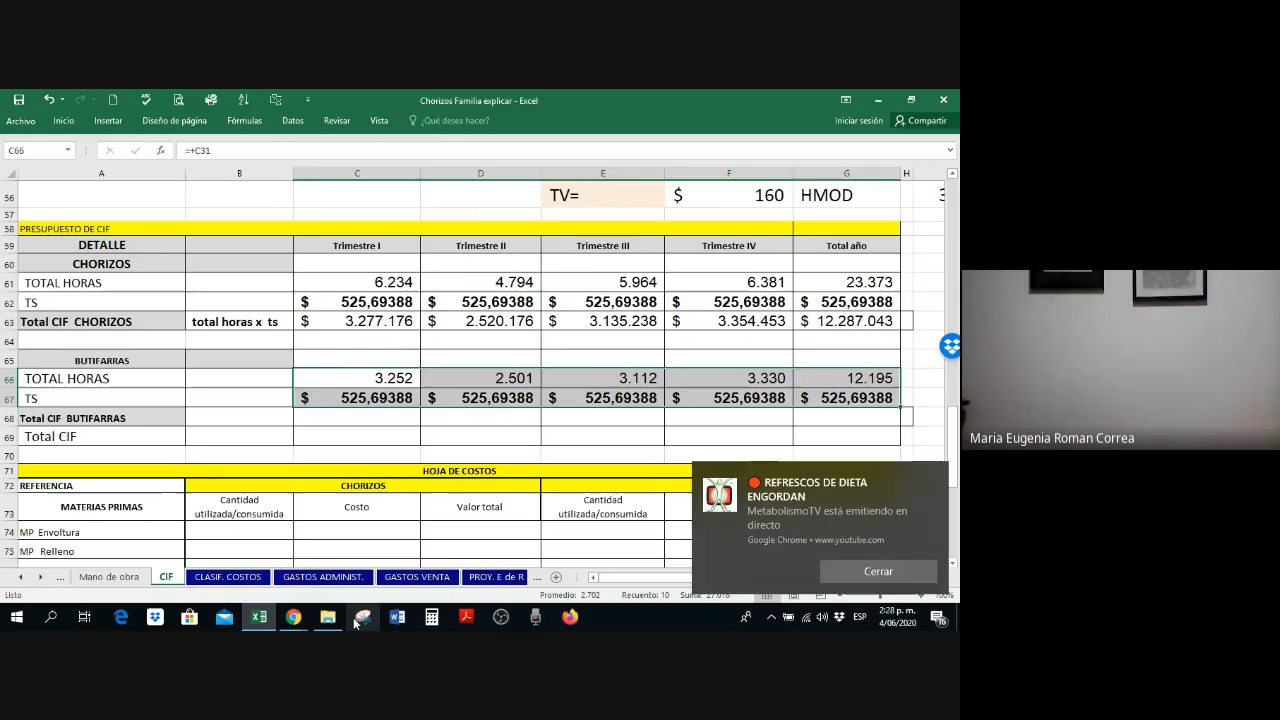 Chorizos Familia explicar - Excel
Archivo Inicio Insertar Diseño de página Fórmulas Datos Revisar Vista ¿Qué desea hacer? Iniciar sesión Compartir
C66 fx =+C31
A B C D E F G H
56 TV= $ 160 HMOD 3
57
58 PRESUPUESTO DE CIF
59 DETALLE Trimestre I Trimestre II Trimestre III Trimestre IV Total año
60 CHORIZOS
61 TOTAL HORAS 6.234 4.794 5.964 6.381 23.373
62 TS $ 525,69388 $ 525,69388 $ 525,69388 $ 525,69388 $ 525,69388
63 Total CIF CHORIZOS total horas x ts $ 3.277.176 $ 2.520.176 $ 3.135.238 $ 3.354.453 $ 12.287.043
64
65 BUTIFARRAS
66 TOTAL HORAS 3.252 2.501 3.112 3.330 12.195
67 TS $ 525,69388 $ 525,69388 $ 525,69388 $ 525,69388 $ 525,69388
68 Total CIF BUTIFARRAS
69 Total CIF
70
71 HOJA DE COSTOS
72 REFERENCIA CHORIZOS
73 MATERIAS PRIMAS Cantidad utilizada/consumida Costo Valor total Cantidad utilizada/consumida
74 MP Envoltura
75 MP Relleno
REFRESCOS DE DIETA
ENGORDAN
MetabolismoTV está emitiendo en
directo
Google Chrome • www.youtube.com
Cerrar
Maria Eugenia Roman Correa
... Mano de obra CIF CLASIF. COSTOS GASTOS ADMINIST. GASTOS VENTA PROY. E de R ...
Listo Promedio: 2.702 Recuento: 10 100%
ESP 2:28 p. m.
4/06/2020
16